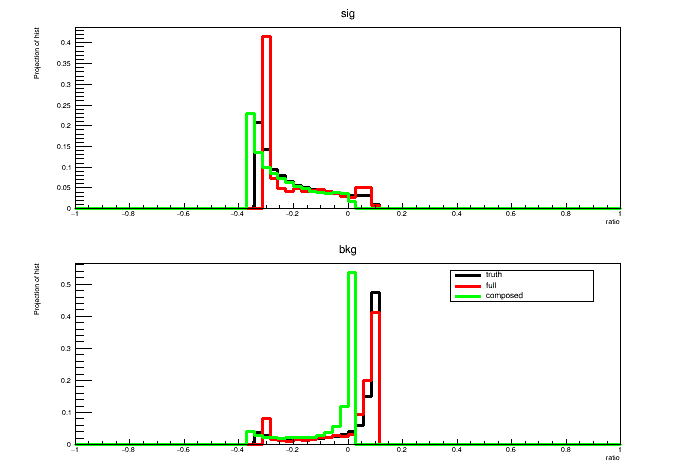 sig
Projection of hist
0.4
0.35
0.3
0.25
0.2
0.15
0.1
0.05
0
−1 −0.8 −0.6 −0.4 −0.2 0 0.2 0.4 0.6 0.8 1
ratio
bkg
Projection of hist
truth
full
composed
0.5
0.4
0.3
0.2
0.1
0
−1 −0.8 −0.6 −0.4 −0.2 0 0.2 0.4 0.6 0.8 1
ratio